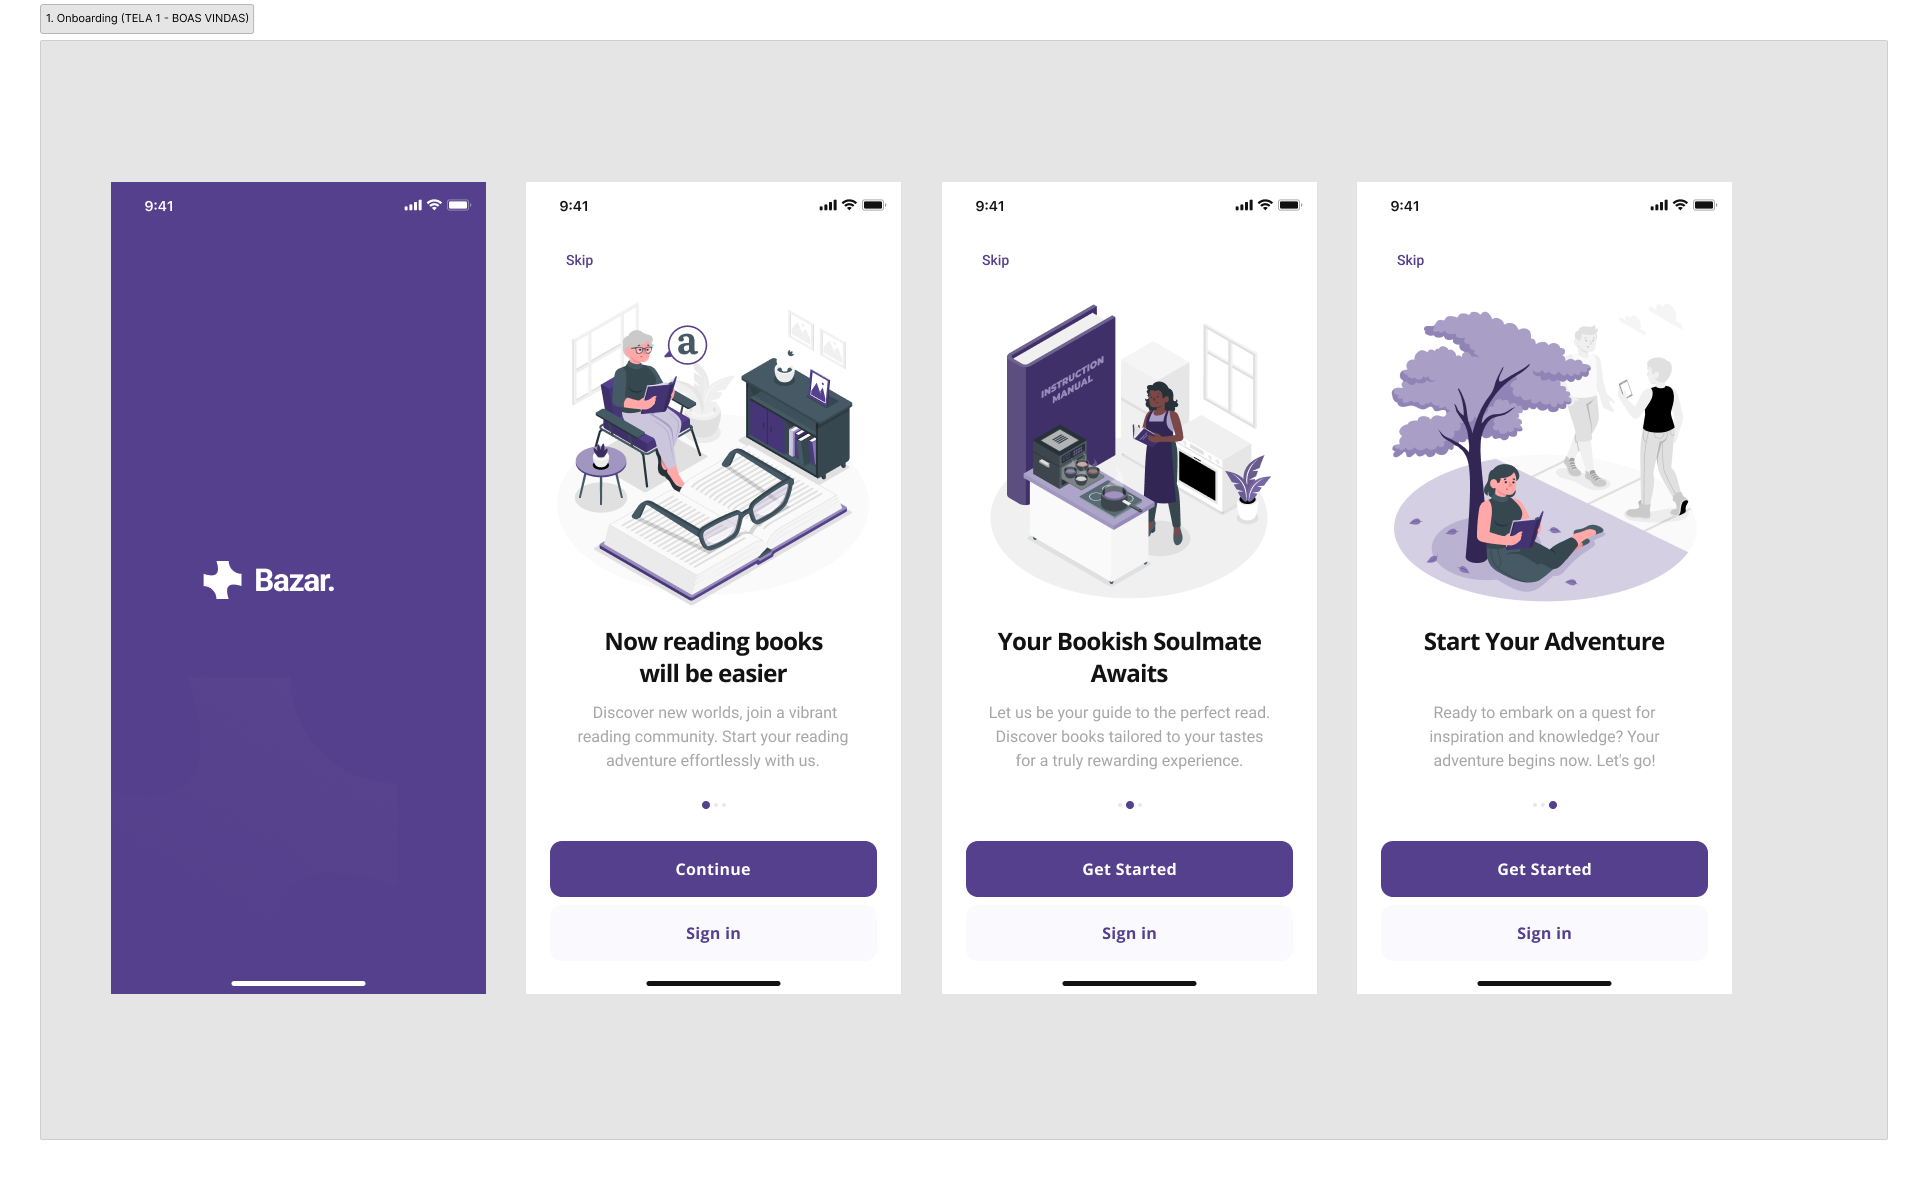 1. Onboarding (TELA 1 - BOAS VINDAS)
9:41
Bazar.
9:41
Skip
a
Now reading books
will be easier
Discover new worlds, join a vibrant
reading community. Start your reading
adventure effortlessly with us.
Continue
Sign in
9:41
Skip
INSTRUCTION
MANUAL
Your Bookish Soulmate
Awaits
Let us be your guide to the perfect read.
Discover books tailored to your tastes
for a truly rewarding experience.
Get Started
Sign in
9:41
Skip
Start Your Adventure
Ready to embark on a quest for
inspiration and knowledge? Your
adventure begins now. Let's go!
Get Started
Sign in